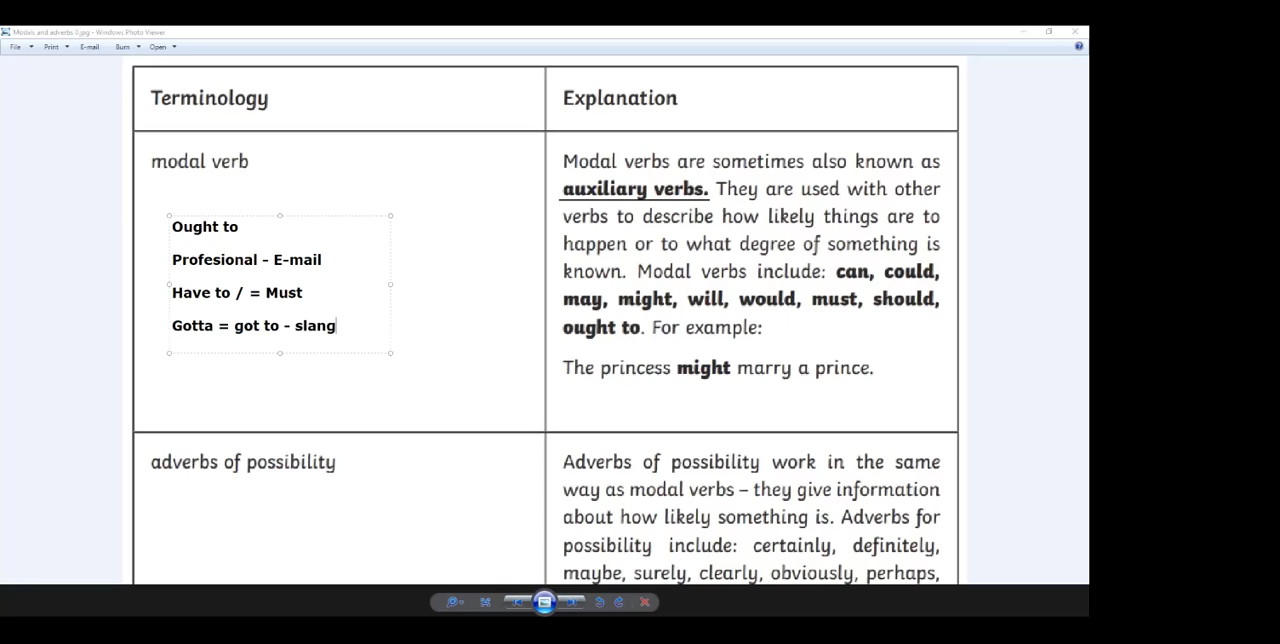 Modals and adverbs 0.jpg - Windows Photo Viewer
File Print E-mail Burn Open
Terminology
Explanation
modal verb
Ought to
Profesional - E-mail
Have to / = Must
Gotta = got to - slang
Modal verbs are sometimes also known as
auxiliary verbs. They are used with other
verbs to describe how likely things are to
happen or to what degree of something is
known. Modal verbs include: can, could,
may, might, will, would, must, should,
ought to. For example:
The princess might marry a prince.
adverbs of possibility
Adverbs of possibility work in the same
way as modal verbs – they give information
about how likely something is. Adverbs for
possibility include: certainly, definitely,
maybe, surely, clearly, obviously, perhaps,